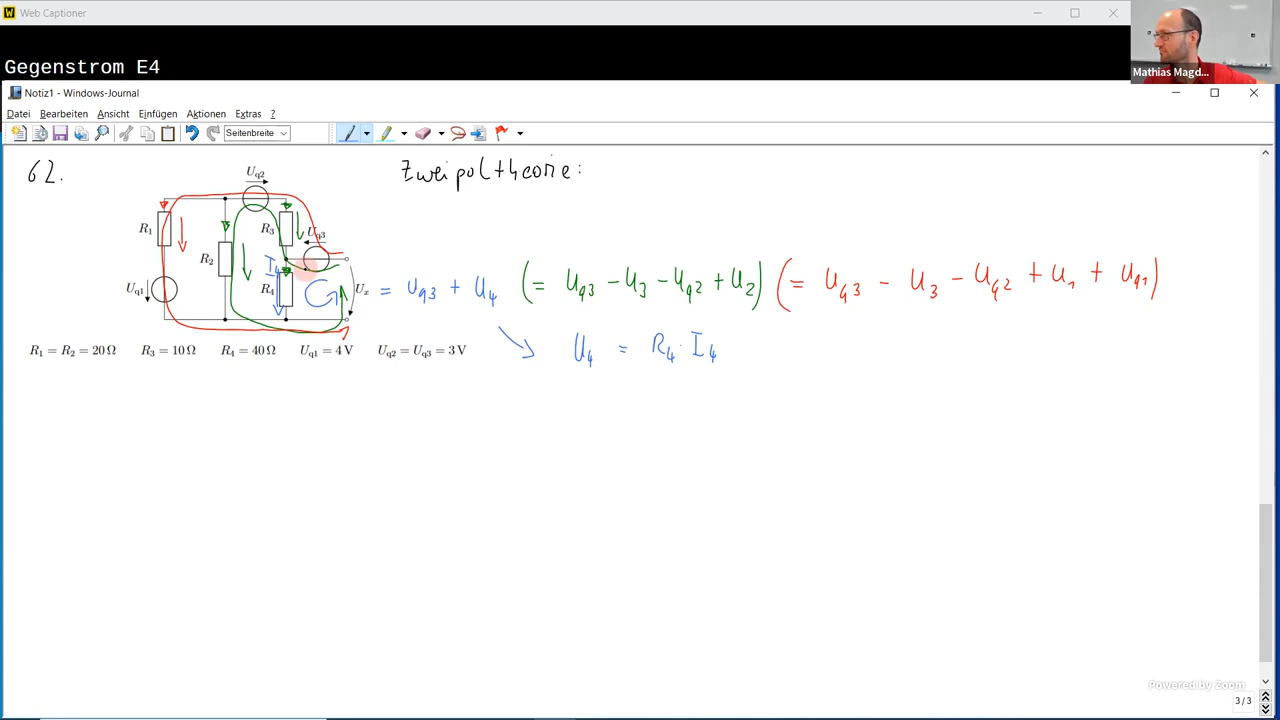 Web Captioner
Gegenstrom E4
Mathias Magd...
Notiz1 - Windows-Journal
Datei Bearbeiten Ansicht Einfügen Aktionen Extras ?
Seitenbreite
62. Zweipoltheorie:
U_q2
R_1 R_3 U_q3
R_2 I_4
U_q1 R_4 U_x = U_q3 + U_4 (= U_q3 - U_3 - U_q2 + U_2) (= U_q3 - U_3 - U_q2 + U_1 + U_q1)
U_4 = R_4 · I_4
R_1 = R_2 = 20 Ω R_3 = 10 Ω R_4 = 40 Ω U_q1 = 4 V U_q2 = U_q3 = 3 V
Powered by Zoom
3/3